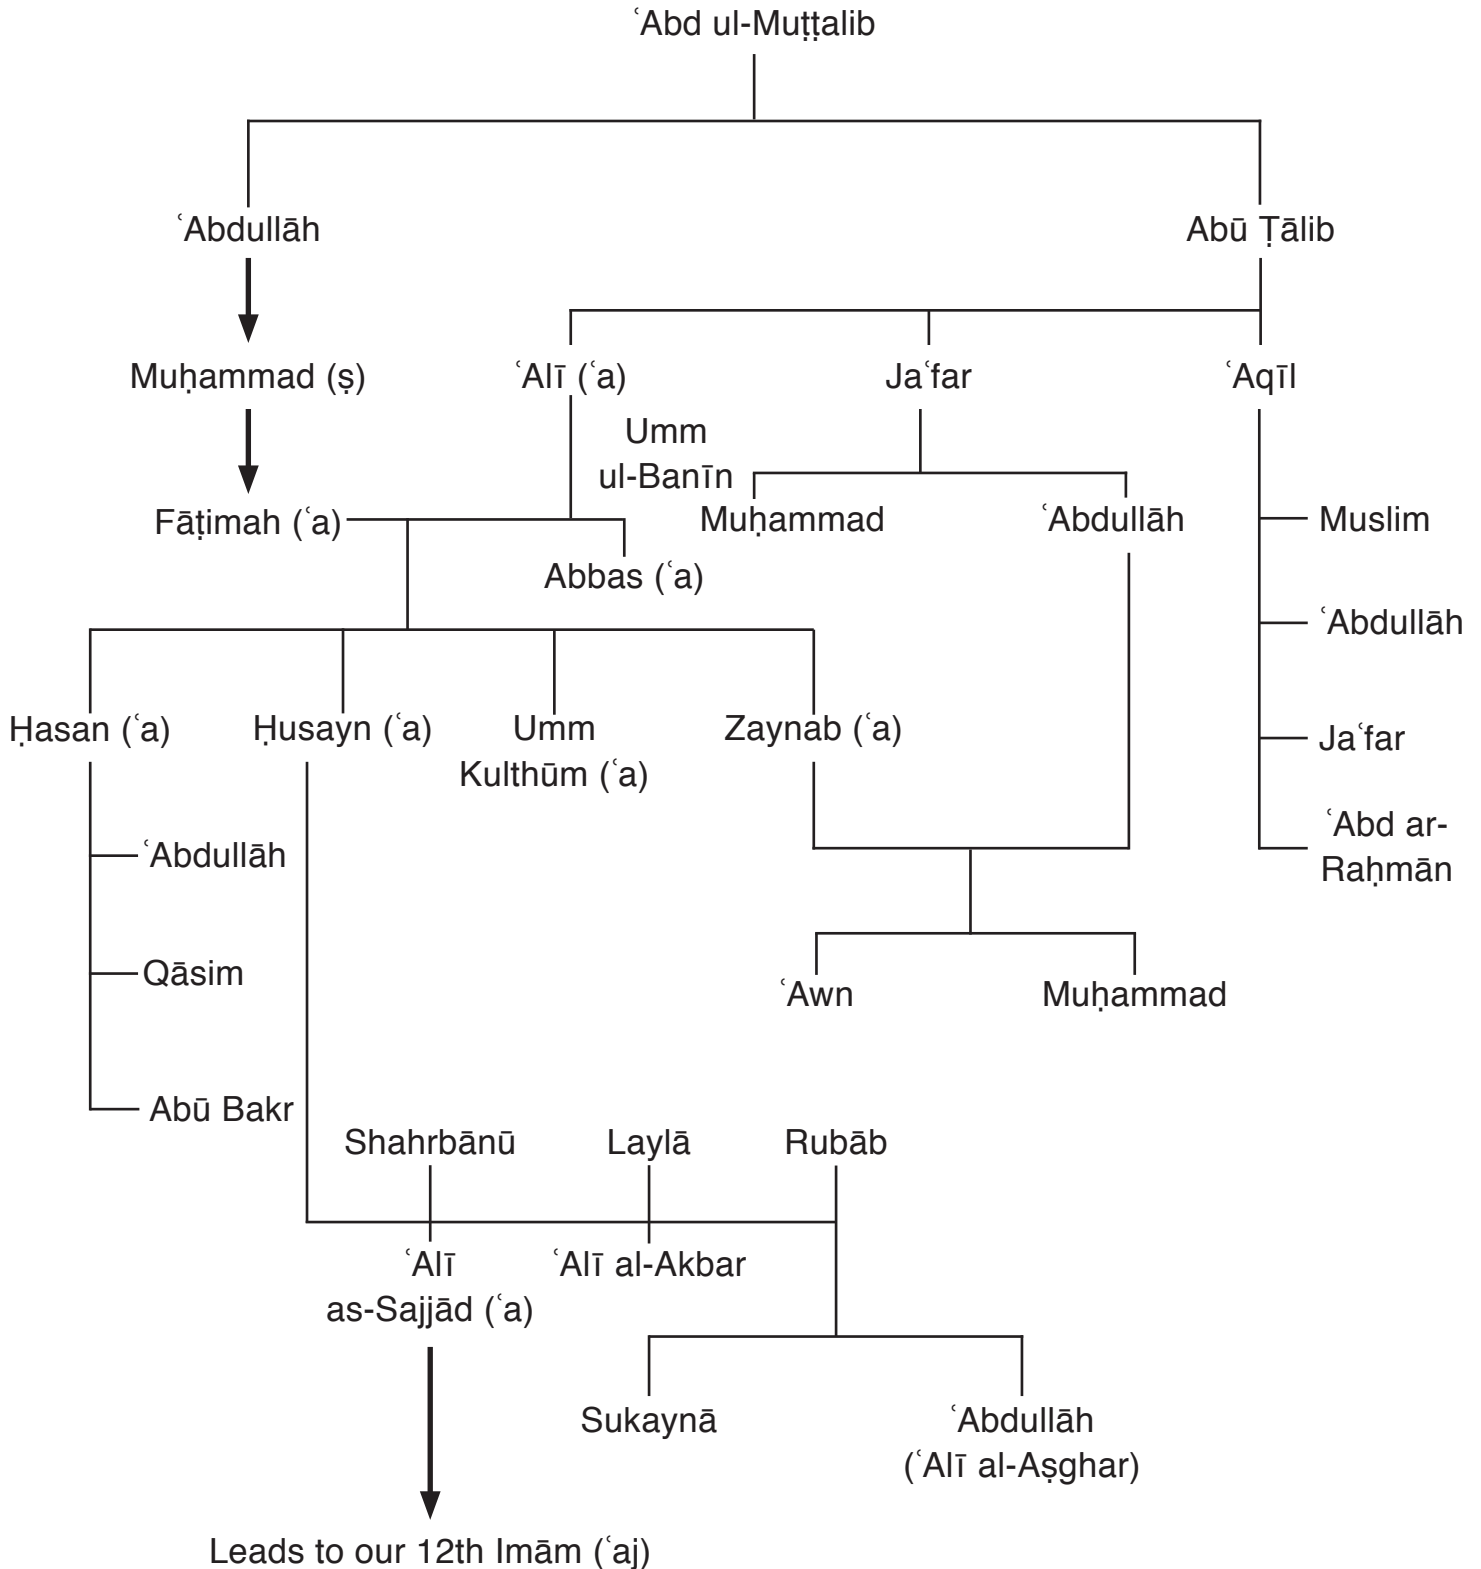 ʿAbd ul-Muṭṭalib
ʿAbdullāh
Abū Ṭālib
Muḥammad (ṣ)
ʿAlī (ʿa)
Jaʿfar
ʿAqīl
Umm
ul-Banīn
Fāṭimah (ʿa)
Muḥammad
ʿAbdullāh
Muslim
Abbas (ʿa)
ʿAbdullāh
Ḥasan (ʿa)
Ḥusayn (ʿa)
Umm
Kulthūm (ʿa)
Zaynab (ʿa)
Jaʿfar
ʿAbd ar-
Raḥmān
ʿAbdullāh
Qāsim
ʿAwn
Muḥammad
Abū Bakr
Shahrbānū
Laylā
Rubāb
ʿAlī
as-Sajjād (ʿa)
ʿAlī al-Akbar
Sukaynā
ʿAbdullāh
(ʿAlī al-Aṣghar)
Leads to our 12th Imām (ʿaj)